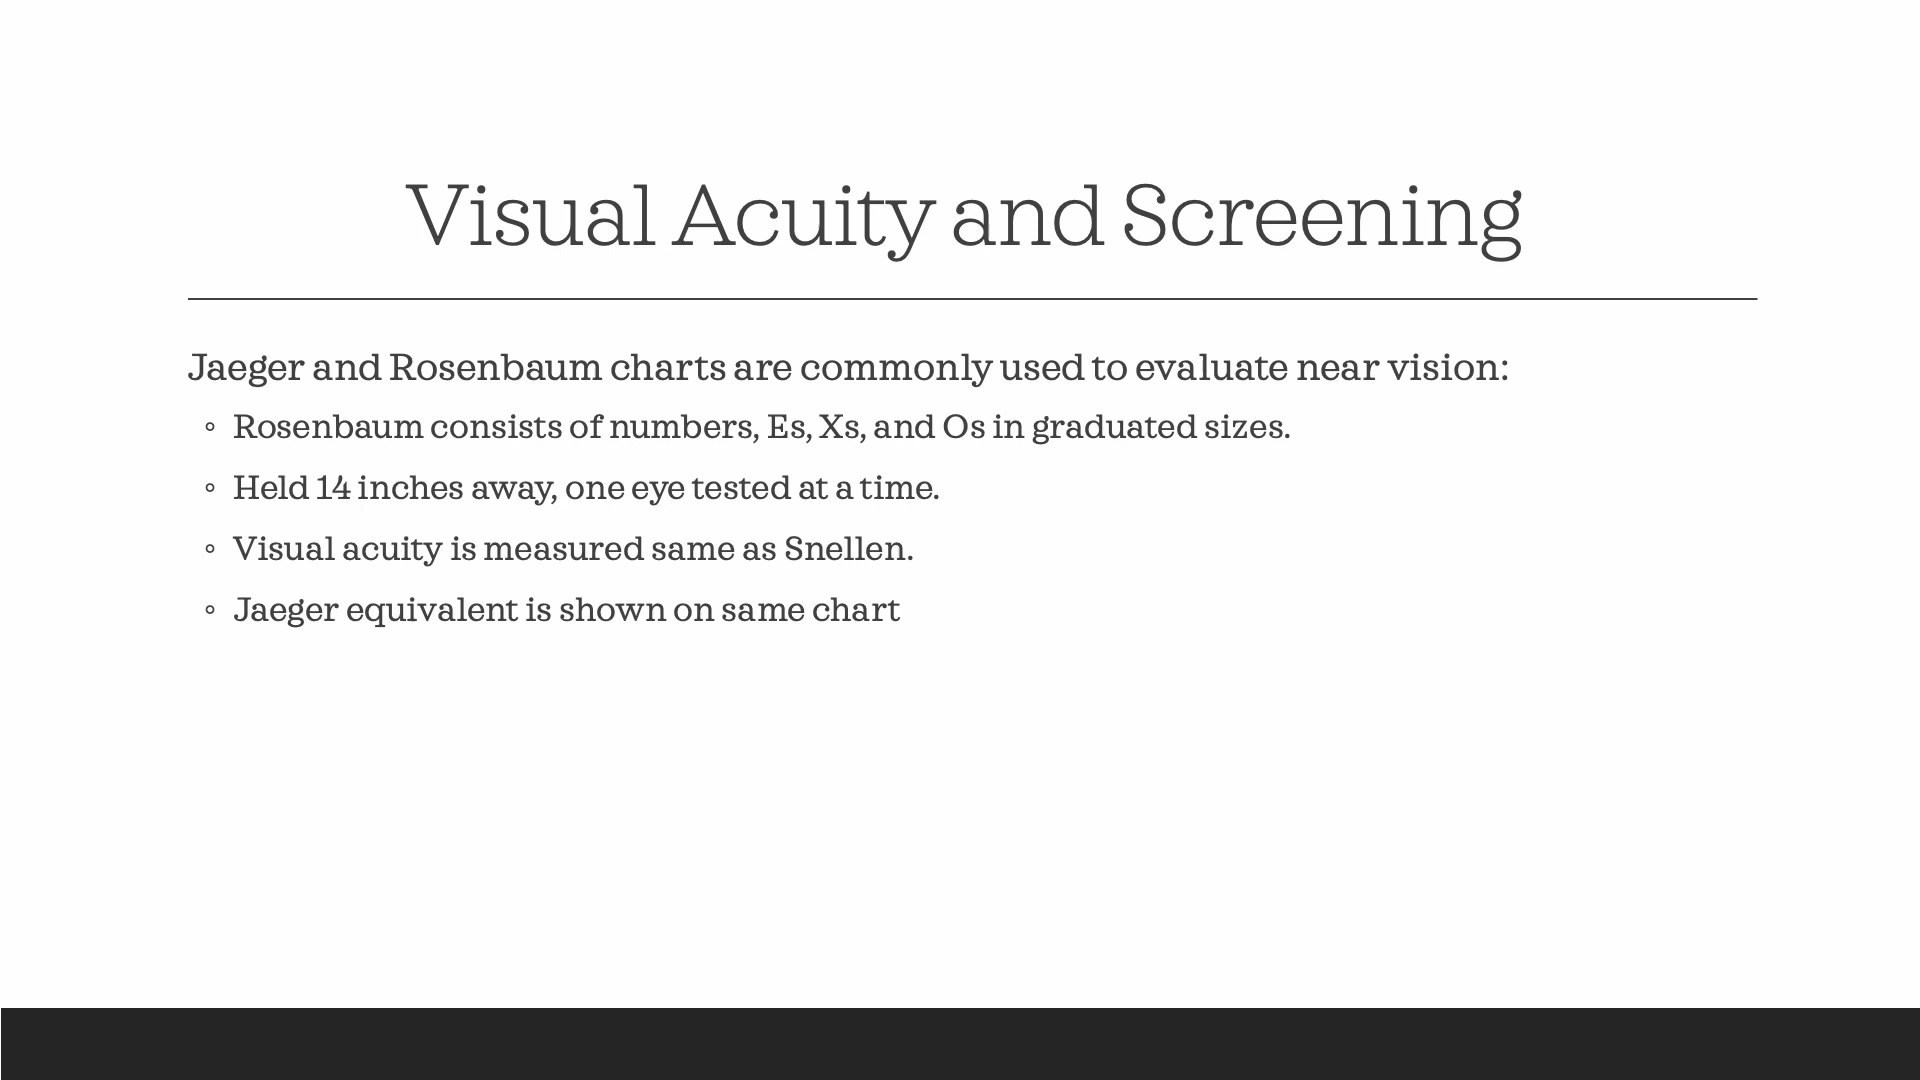 Visual Acuity and Screening
Jaeger and Rosenbaum charts are commonly used to evaluate near vision:
◦ Rosenbaum consists of numbers, Es, Xs, and Os in graduated sizes.
◦ Held 14 inches away, one eye tested at a time.
◦ Visual acuity is measured same as Snellen.
◦ Jaeger equivalent is shown on same chart